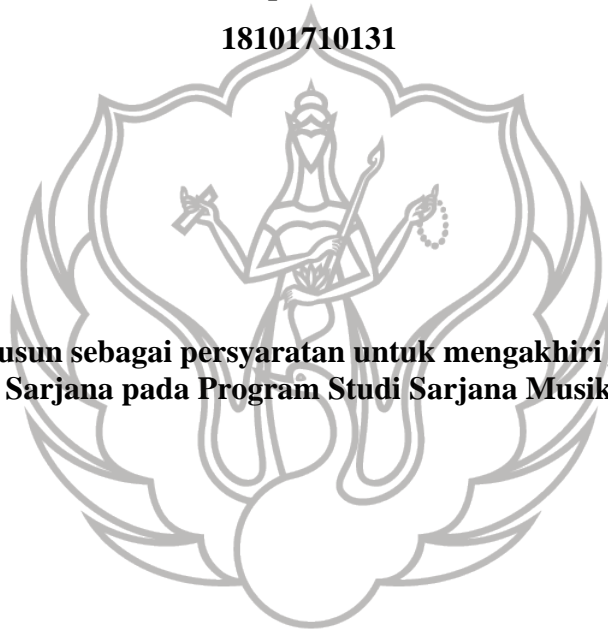 18101710131
usun sebagai persyaratan untuk mengakhiri
Sarjana pada Program Studi Sarjana Musik